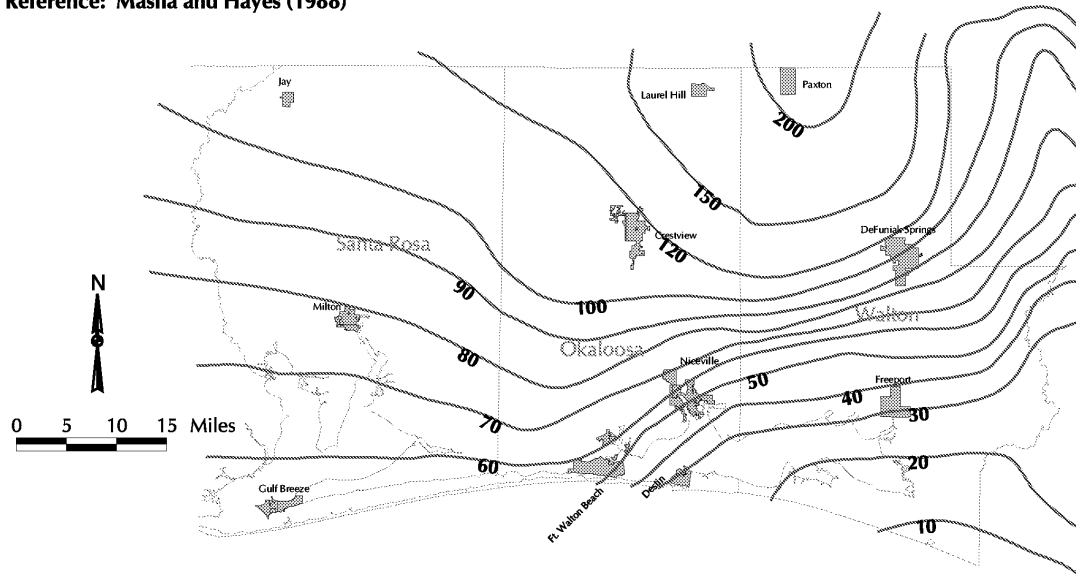 Reference: Maslia and Hayes (1988)
Jay
Laurel Hill
Paxton
200
150
Santa Rosa
Crestview
120
DeFuniak Springs
N
90
100
Milton
Walton
80
Okaloosa
Niceville
50
Freeport
40
30
70
0 5 10 15 Miles
60
20
Gulf Breeze
Destin
Ft. Walton Beach
10